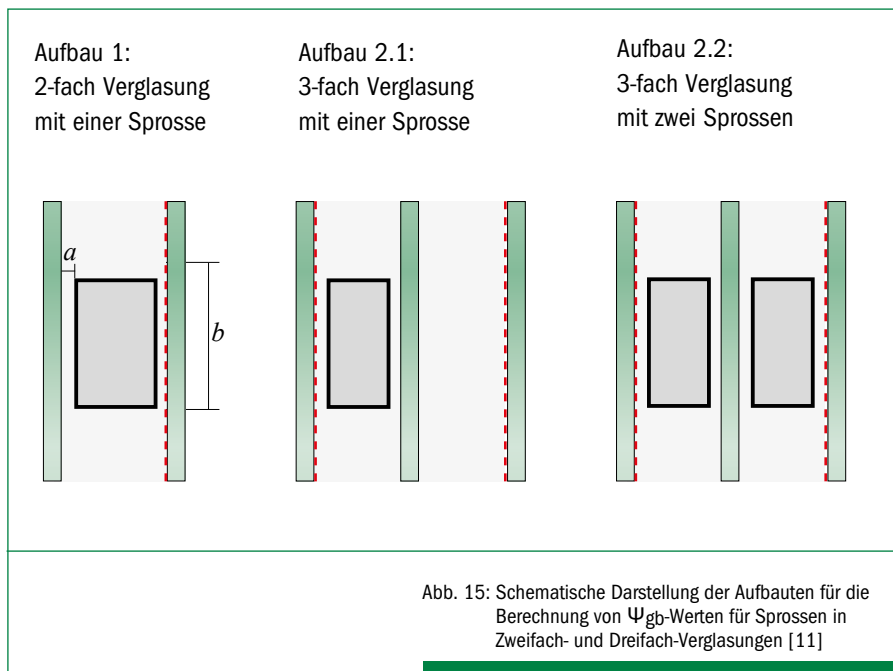 Aufbau 1:
2-fach Verglasung
mit einer Sprosse
Aufbau 2.1:
3-fach Verglasung
mit einer Sprosse
Aufbau 2.2:
3-fach Verglasung
mit zwei Sprossen
a
b
Abb. 15: Schematische Darstellung der Aufbauten für die
Berechnung von Ψgb-Werten für Sprossen in
Zweifach- und Dreifach-Verglasungen [11]